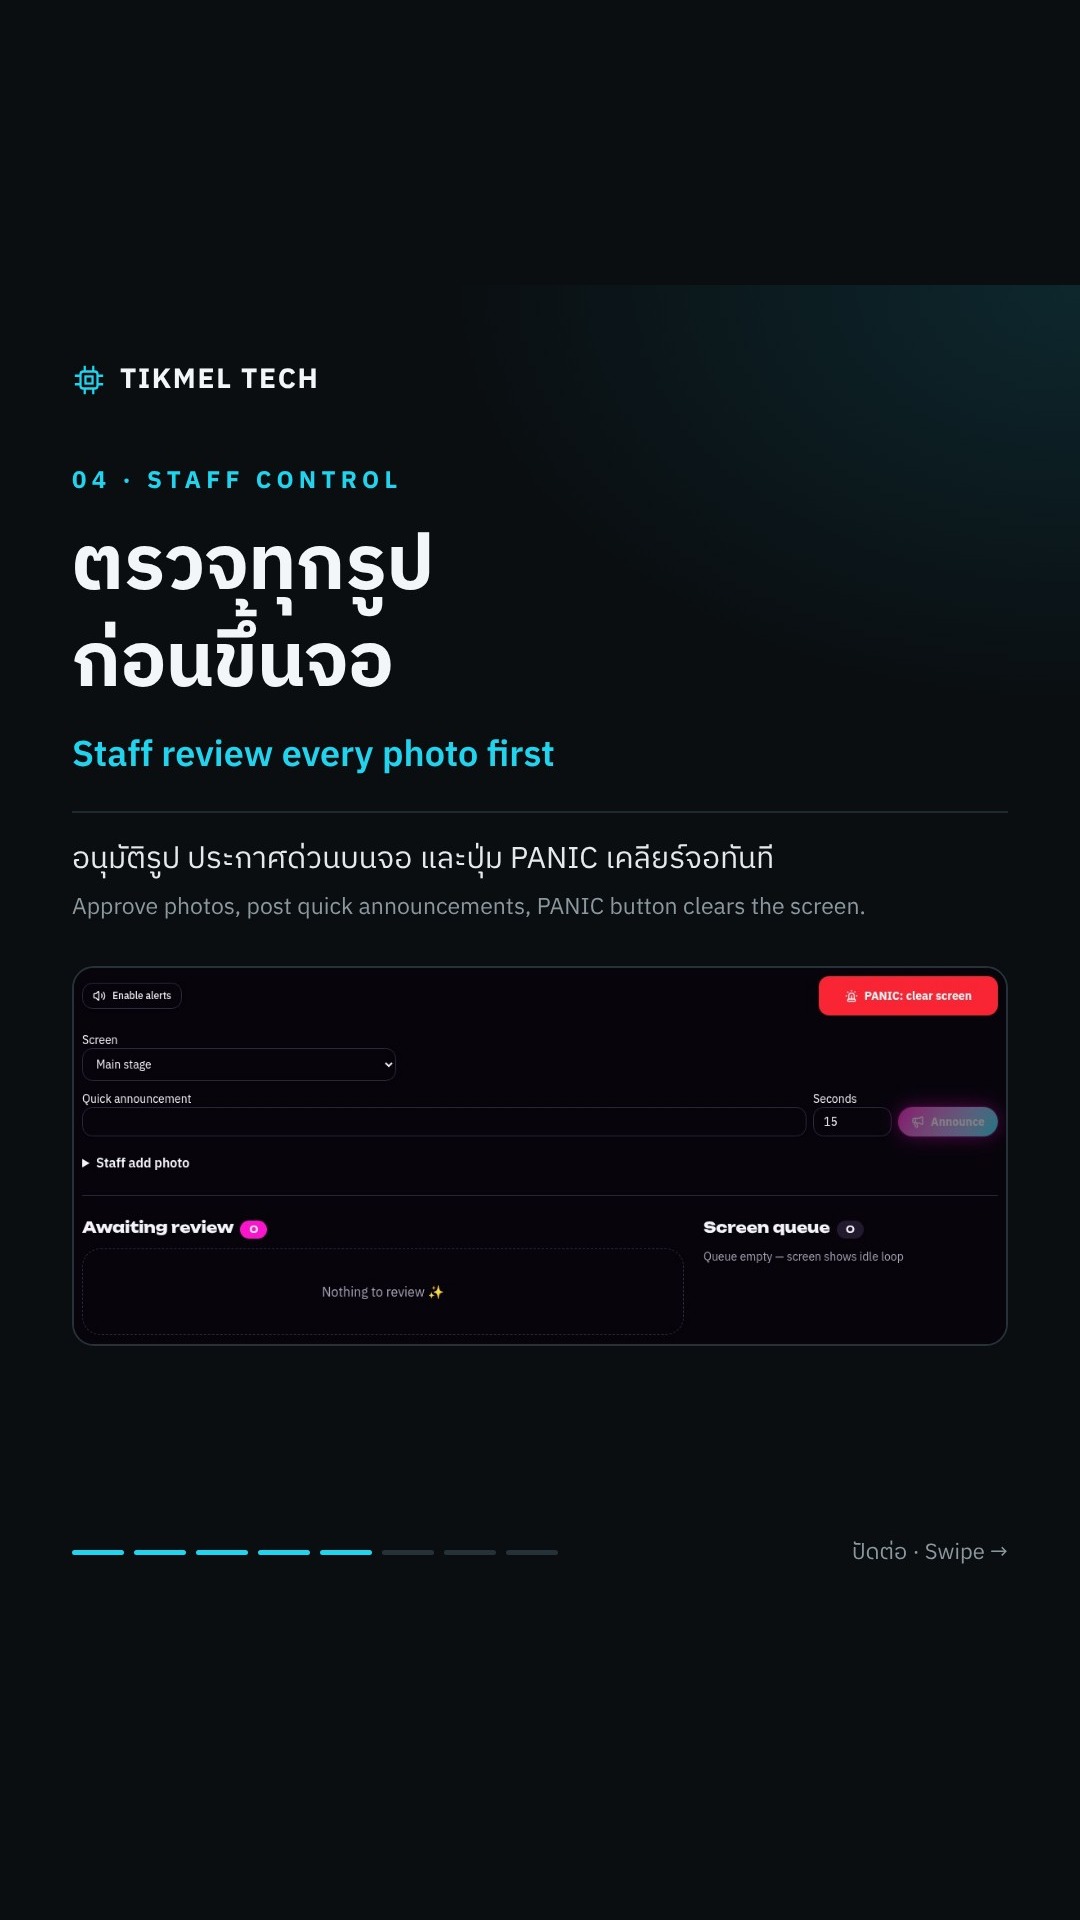 TIKMEL TECH
04 · STAFF CONTROL
ตรวจทุกรูป
ก่อนขึ้นจอ
Staff review every photo first
อนุมัติรูป ประกาศด่วนบนจอ และปุ่ม PANIC เคลียร์จอทันที
Approve photos, post quick announcements, PANIC button clears the screen.
Enable alerts
PANIC: clear screen
Screen
Main stage
Quick announcement
Seconds
15
Announce
Staff add photo
Awaiting review 0
Screen queue 0
Queue empty — screen shows idle loop
Nothing to review ✨
ปัดต่อ · Swipe →